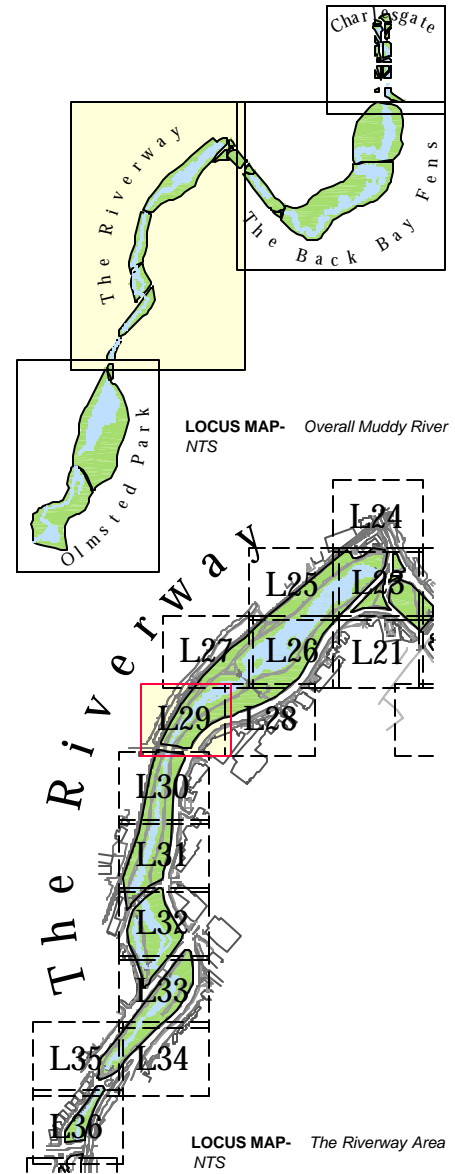 Charlesgate
The Riverway
The Back Bay Fens
Olmsted Park
LOCUS MAP- Overall Muddy River
NTS
The Riverway
L24
L25
L26
L27
L21
L29
L28
L30
L31
L32
L33
L35
L34
L36
LOCUS MAP- The Riverway Area
NTS